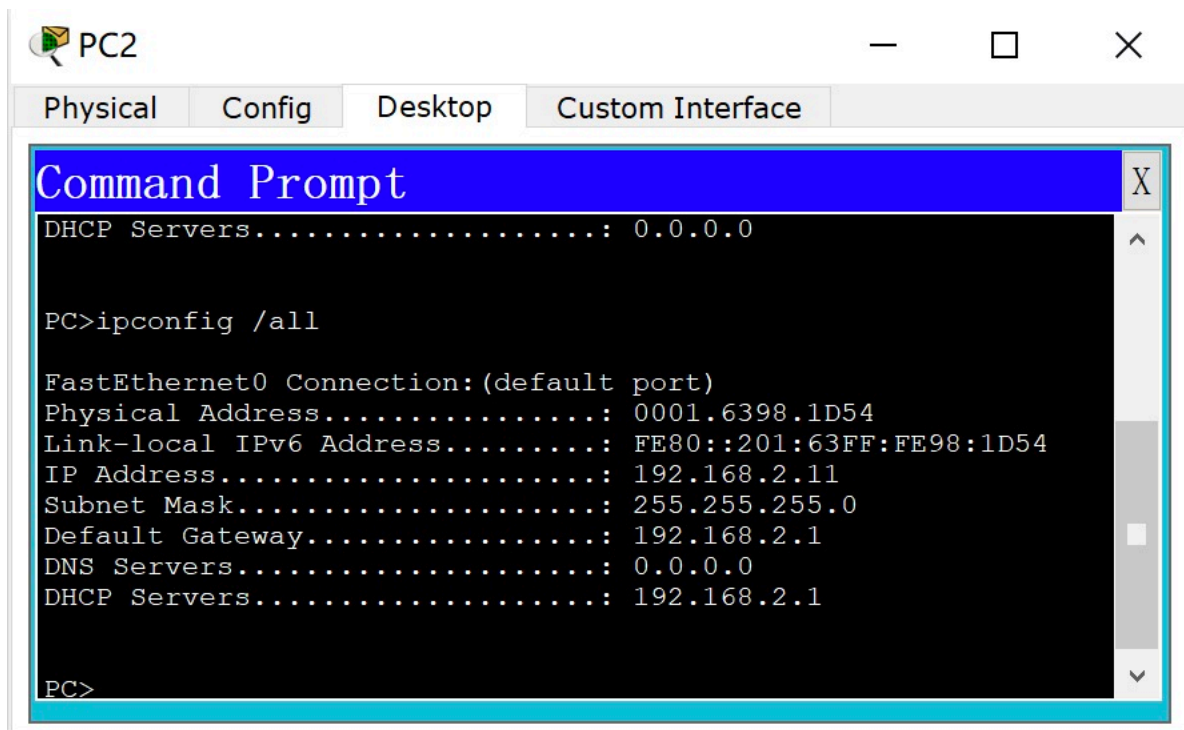 PC2
Physical Config Desktop Custom Interface
Command Prompt X
DHCP Servers....................: 0.0.0.0
PC>ipconfig /all
FastEthernet0 Connection:(default port)
Physical Address................: 0001.6398.1D54
Link-local IPv6 Address.........: FE80::201:63FF:FE98:1D54
IP Address......................: 192.168.2.11
Subnet Mask.....................: 255.255.255.0
Default Gateway.................: 192.168.2.1
DNS Servers.....................: 0.0.0.0
DHCP Servers....................: 192.168.2.1
PC>